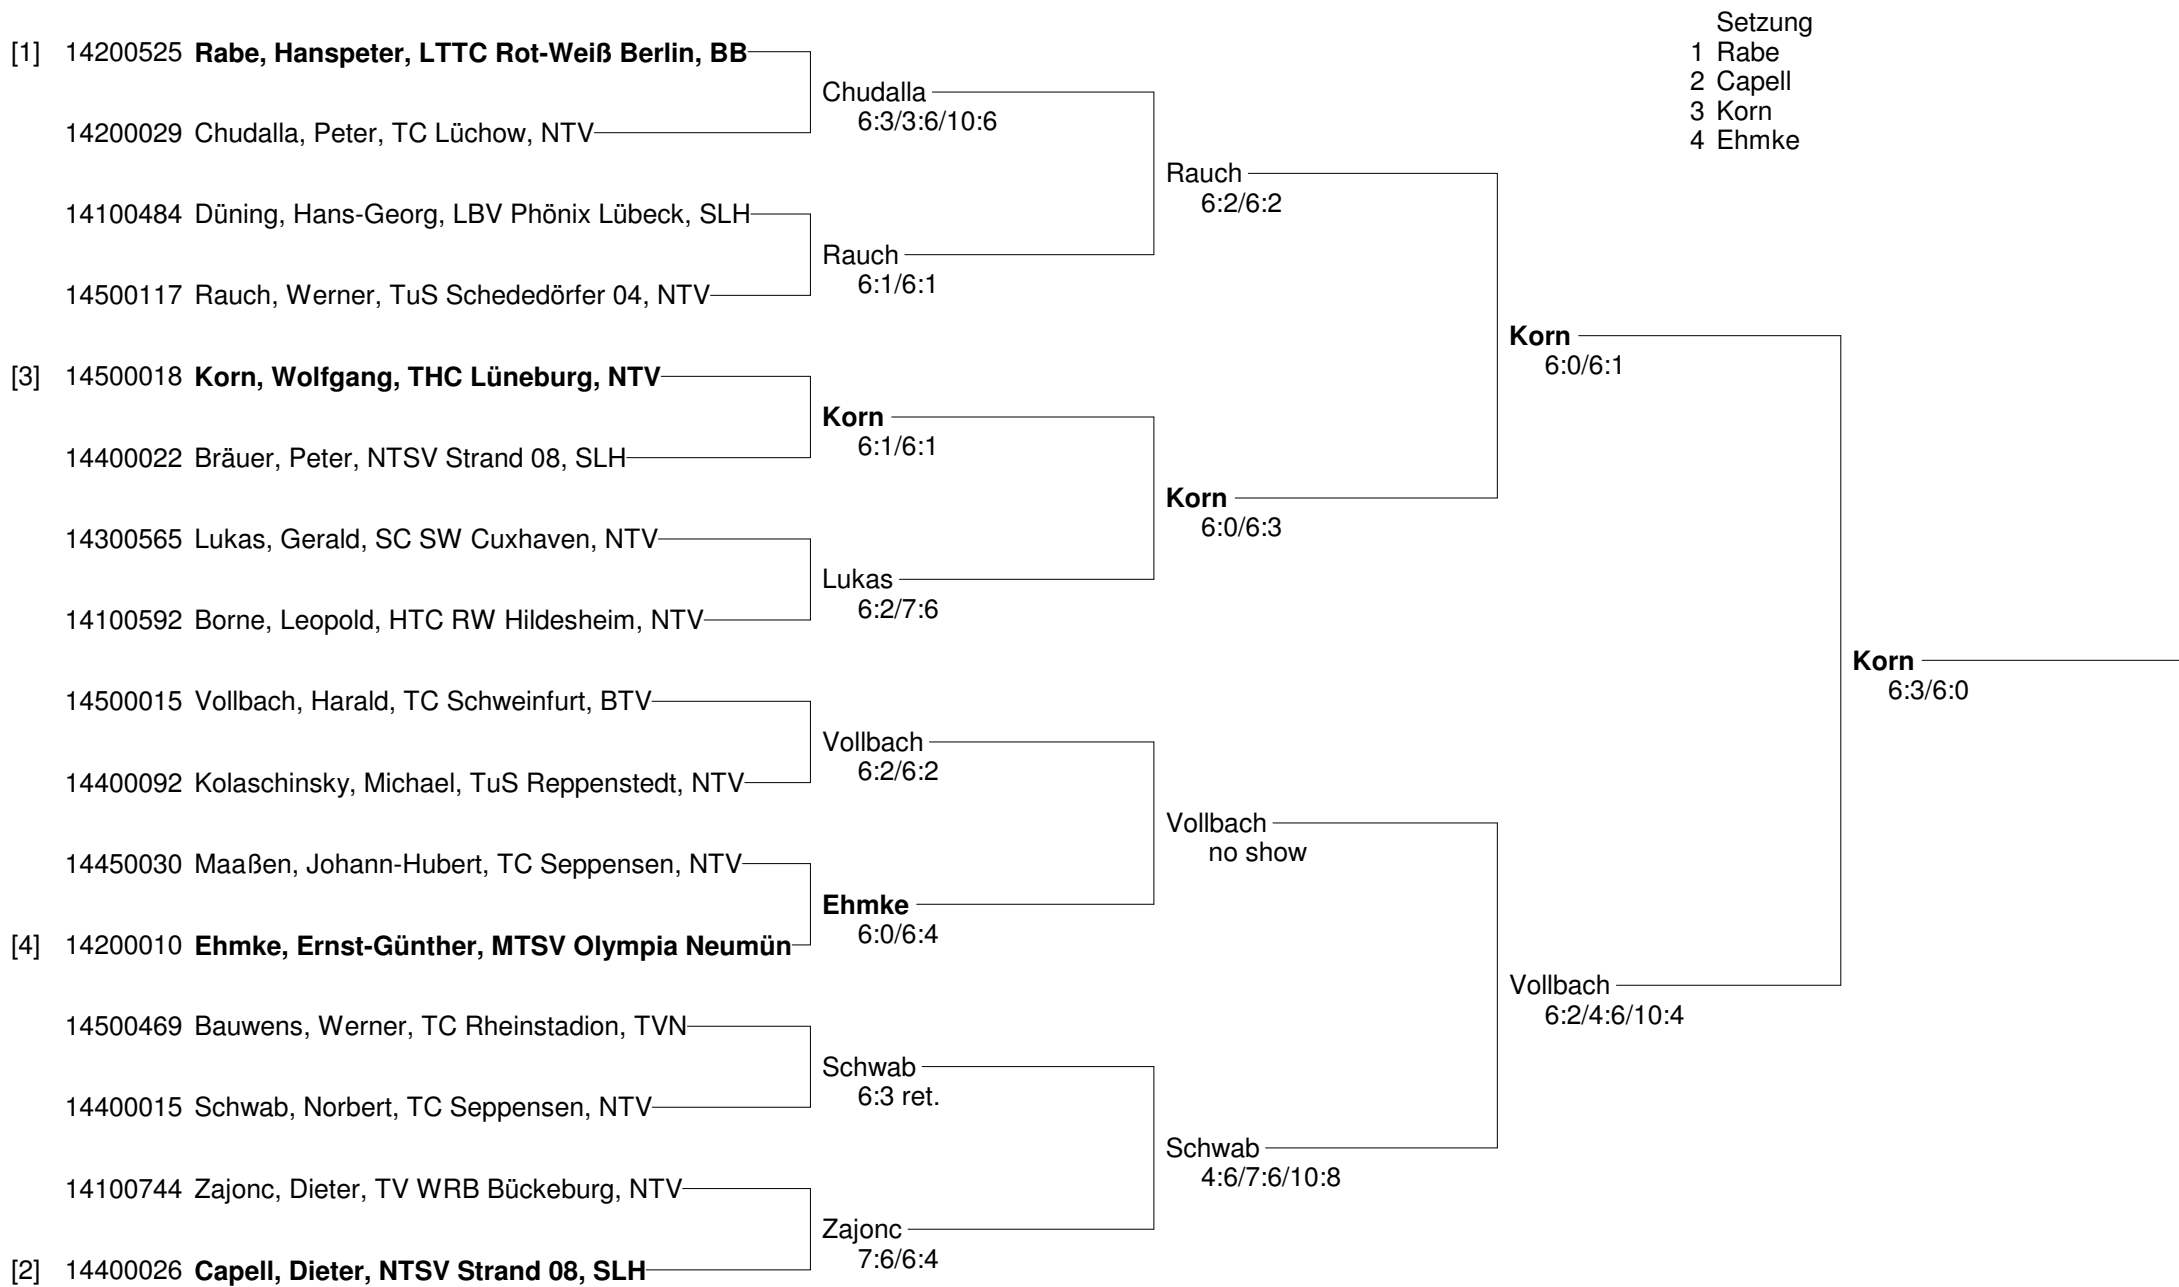 Setzung
1 Rabe
2 Capell
3 Korn
4 Ehmke
[1] 14200525 Rabe, Hanspeter, LTTC Rot-Weiß Berlin, BB
Chudalla
6:3/3:6/10:6
14200029 Chudalla, Peter, TC Lüchow, NTV
Rauch
6:2/6:2
14100484 Düning, Hans-Georg, LBV Phönix Lübeck, SLH
Rauch
6:1/6:1
14500117 Rauch, Werner, TuS Schededörfer 04, NTV
Korn
6:0/6:1
[3] 14500018 Korn, Wolfgang, THC Lüneburg, NTV
Korn
6:1/6:1
14400022 Bräuer, Peter, NTSV Strand 08, SLH
Korn
6:0/6:3
14300565 Lukas, Gerald, SC SW Cuxhaven, NTV
Lukas
6:2/7:6
14100592 Borne, Leopold, HTC RW Hildesheim, NTV
Korn
6:3/6:0
14500015 Vollbach, Harald, TC Schweinfurt, BTV
Vollbach
6:2/6:2
14400092 Kolaschinsky, Michael, TuS Reppenstedt, NTV
Vollbach
no show
14450030 Maaßen, Johann-Hubert, TC Seppensen, NTV
Ehmke
6:0/6:4
[4] 14200010 Ehmke, Ernst-Günther, MTSV Olympia Neumün
Vollbach
6:2/4:6/10:4
14500469 Bauwens, Werner, TC Rheinstadion, TVN
Schwab
6:3 ret.
14400015 Schwab, Norbert, TC Seppensen, NTV
Schwab
4:6/7:6/10:8
14100744 Zajonc, Dieter, TV WRB Bückeburg, NTV
Zajonc
7:6/6:4
[2] 14400026 Capell, Dieter, NTSV Strand 08, SLH